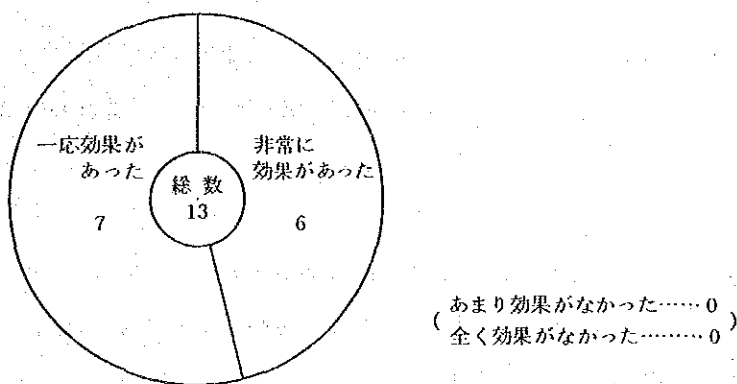 一応効果が
あった
7
総数
13
非常に
効果があった
6
(あまり効果がなかった……0
全く効果がなかった………0)